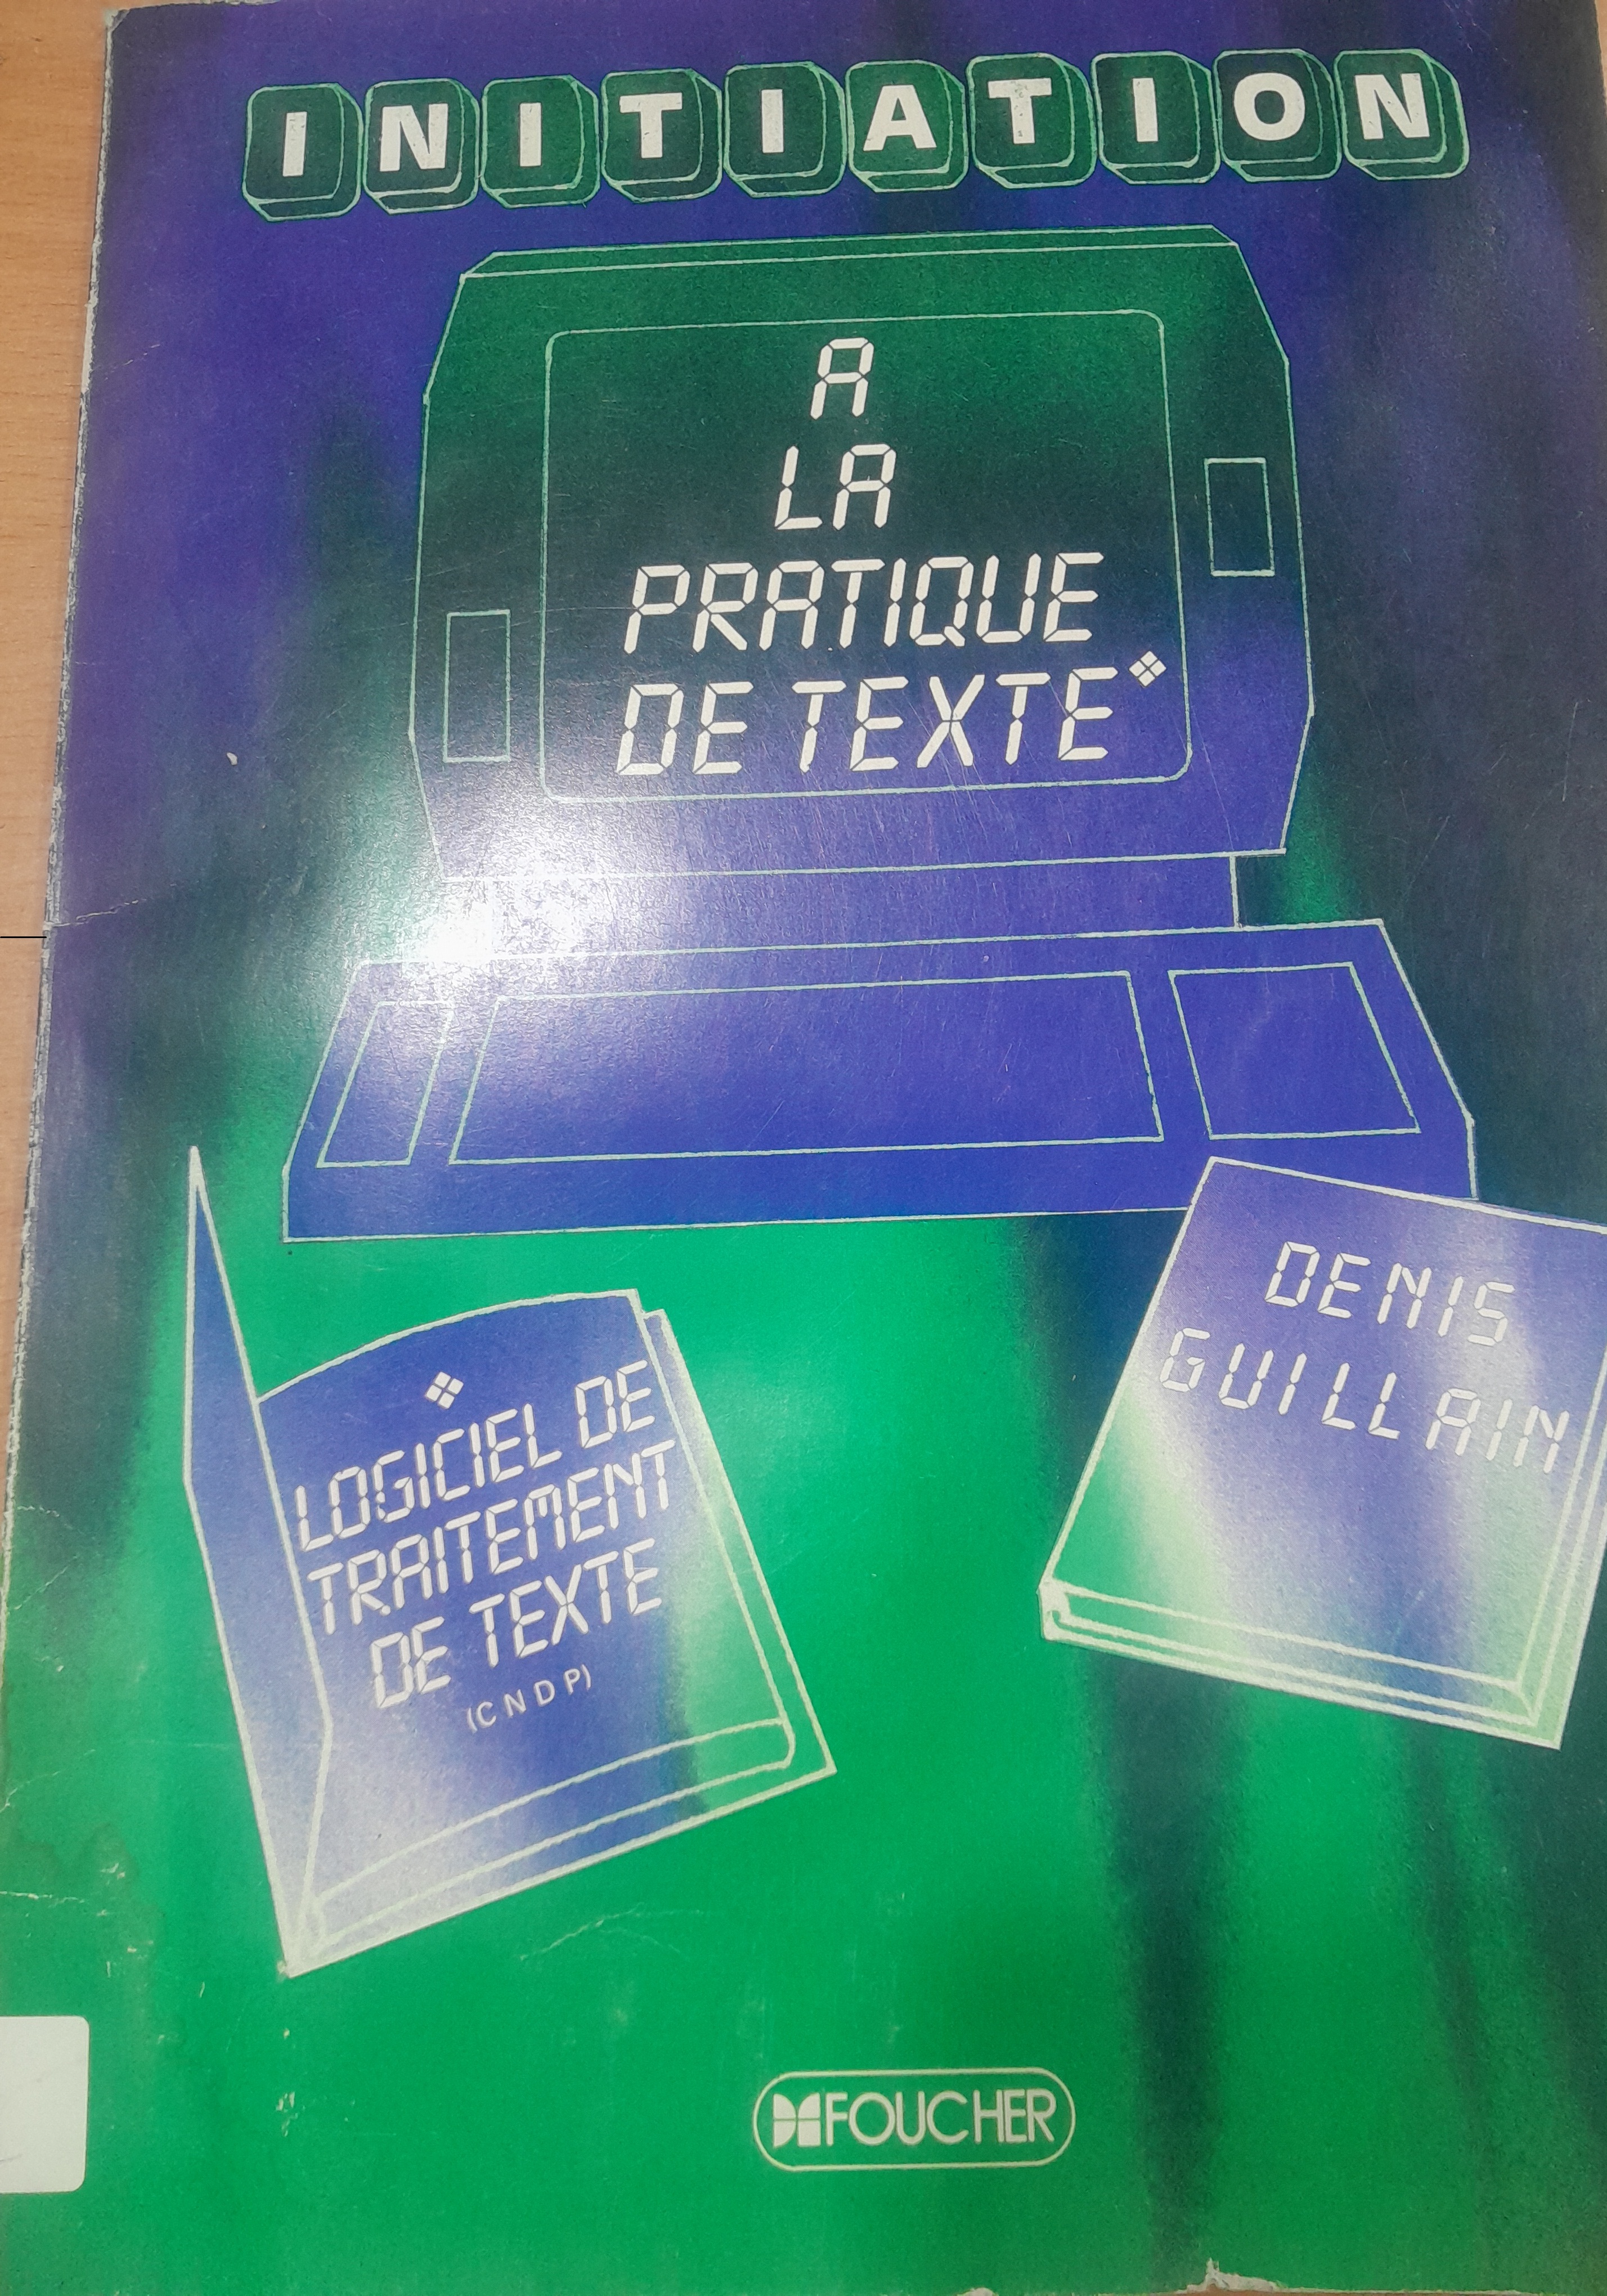 INITIATION
A
LA
PRATIQUE
DE TEXTE❖
❖
LOGICIEL DE
TRAITEMENT
DE TEXTE
(CNDP)
DENIS
GUILLAIN
FOUCHER